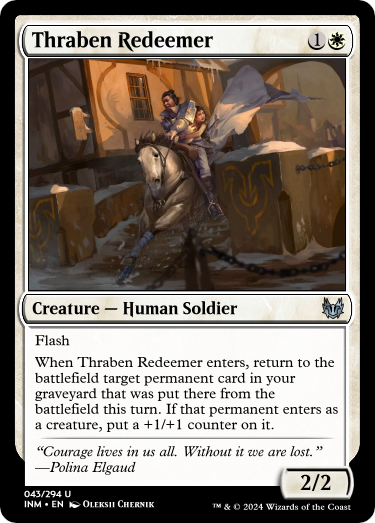 Thraben Redeemer 1
Creature — Human Soldier
Flash
When Thraben Redeemer enters, return to the
battlefield target permanent card in your
graveyard that was put there from the
battlefield this turn. If that permanent enters as
a creature, put a +1/+1 counter on it.
“Courage lives in us all. Without it we are lost.”
—Polina Elgaud
2/2
043/294 U
INM • EN Oleksii Chernik
™ & © 2024 Wizards of the Coast